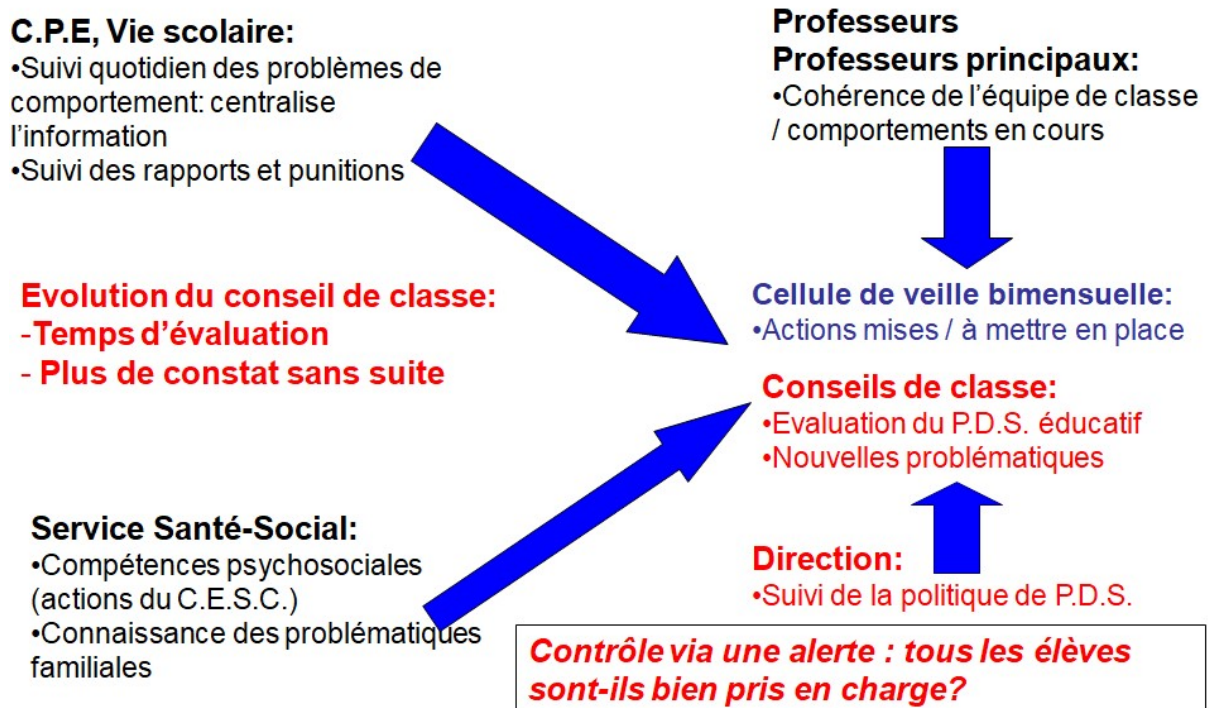 C.P.E, Vie scolaire:
•Suivi quotidien des problèmes de
comportement: centralise
l'information
•Suivi des rapports et punitions
Professeurs
Professeurs principaux:
•Cohérence de l'équipe de classe
/ comportements en cours
Evolution du conseil de classe:
-Temps d'évaluation
- Plus de constat sans suite
Cellule de veille bimensuelle:
•Actions mises / à mettre en place
Conseils de classe:
•Evaluation du P.D.S. éducatif
•Nouvelles problématiques
Service Santé-Social:
•Compétences psychosociales
(actions du C.E.S.C.)
•Connaissance des problématiques
familiales
Direction:
•Suivi de la politique de P.D.S.
Contrôle via une alerte : tous les élèves
sont-ils bien pris en charge?